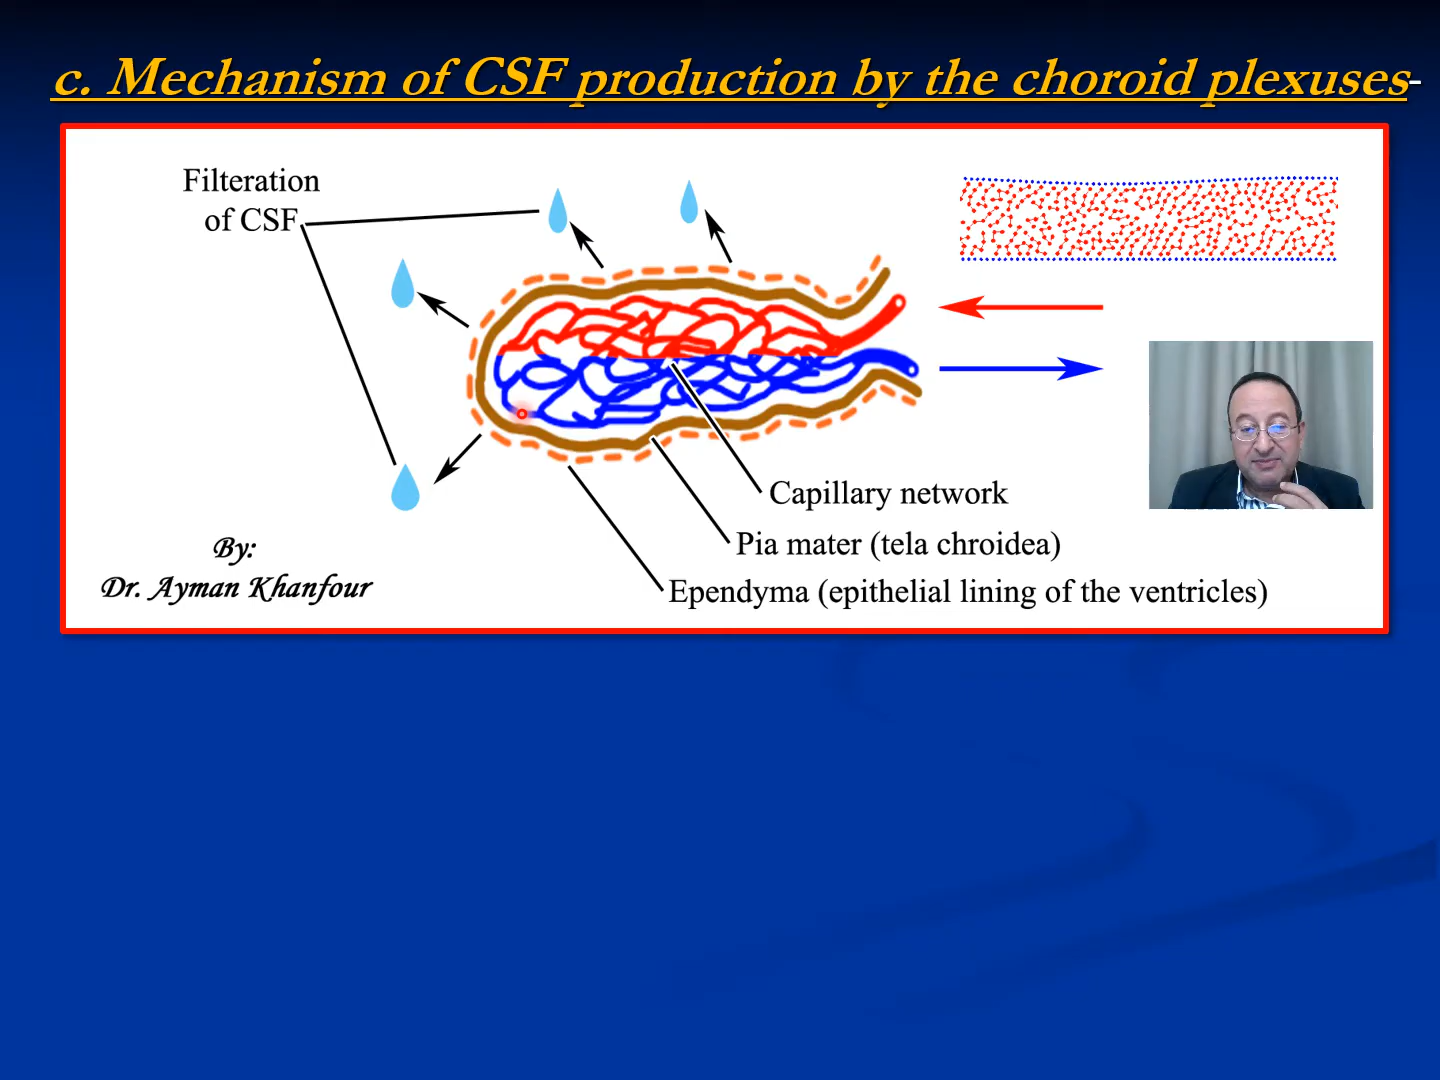 c. Mechanism of CSF production by the choroid plexuses-
Filteration
of CSF
Capillary network
Pia mater (tela chroidea)
Ependyma (epithelial lining of the ventricles)
By:
Dr. Ayman Khanfour